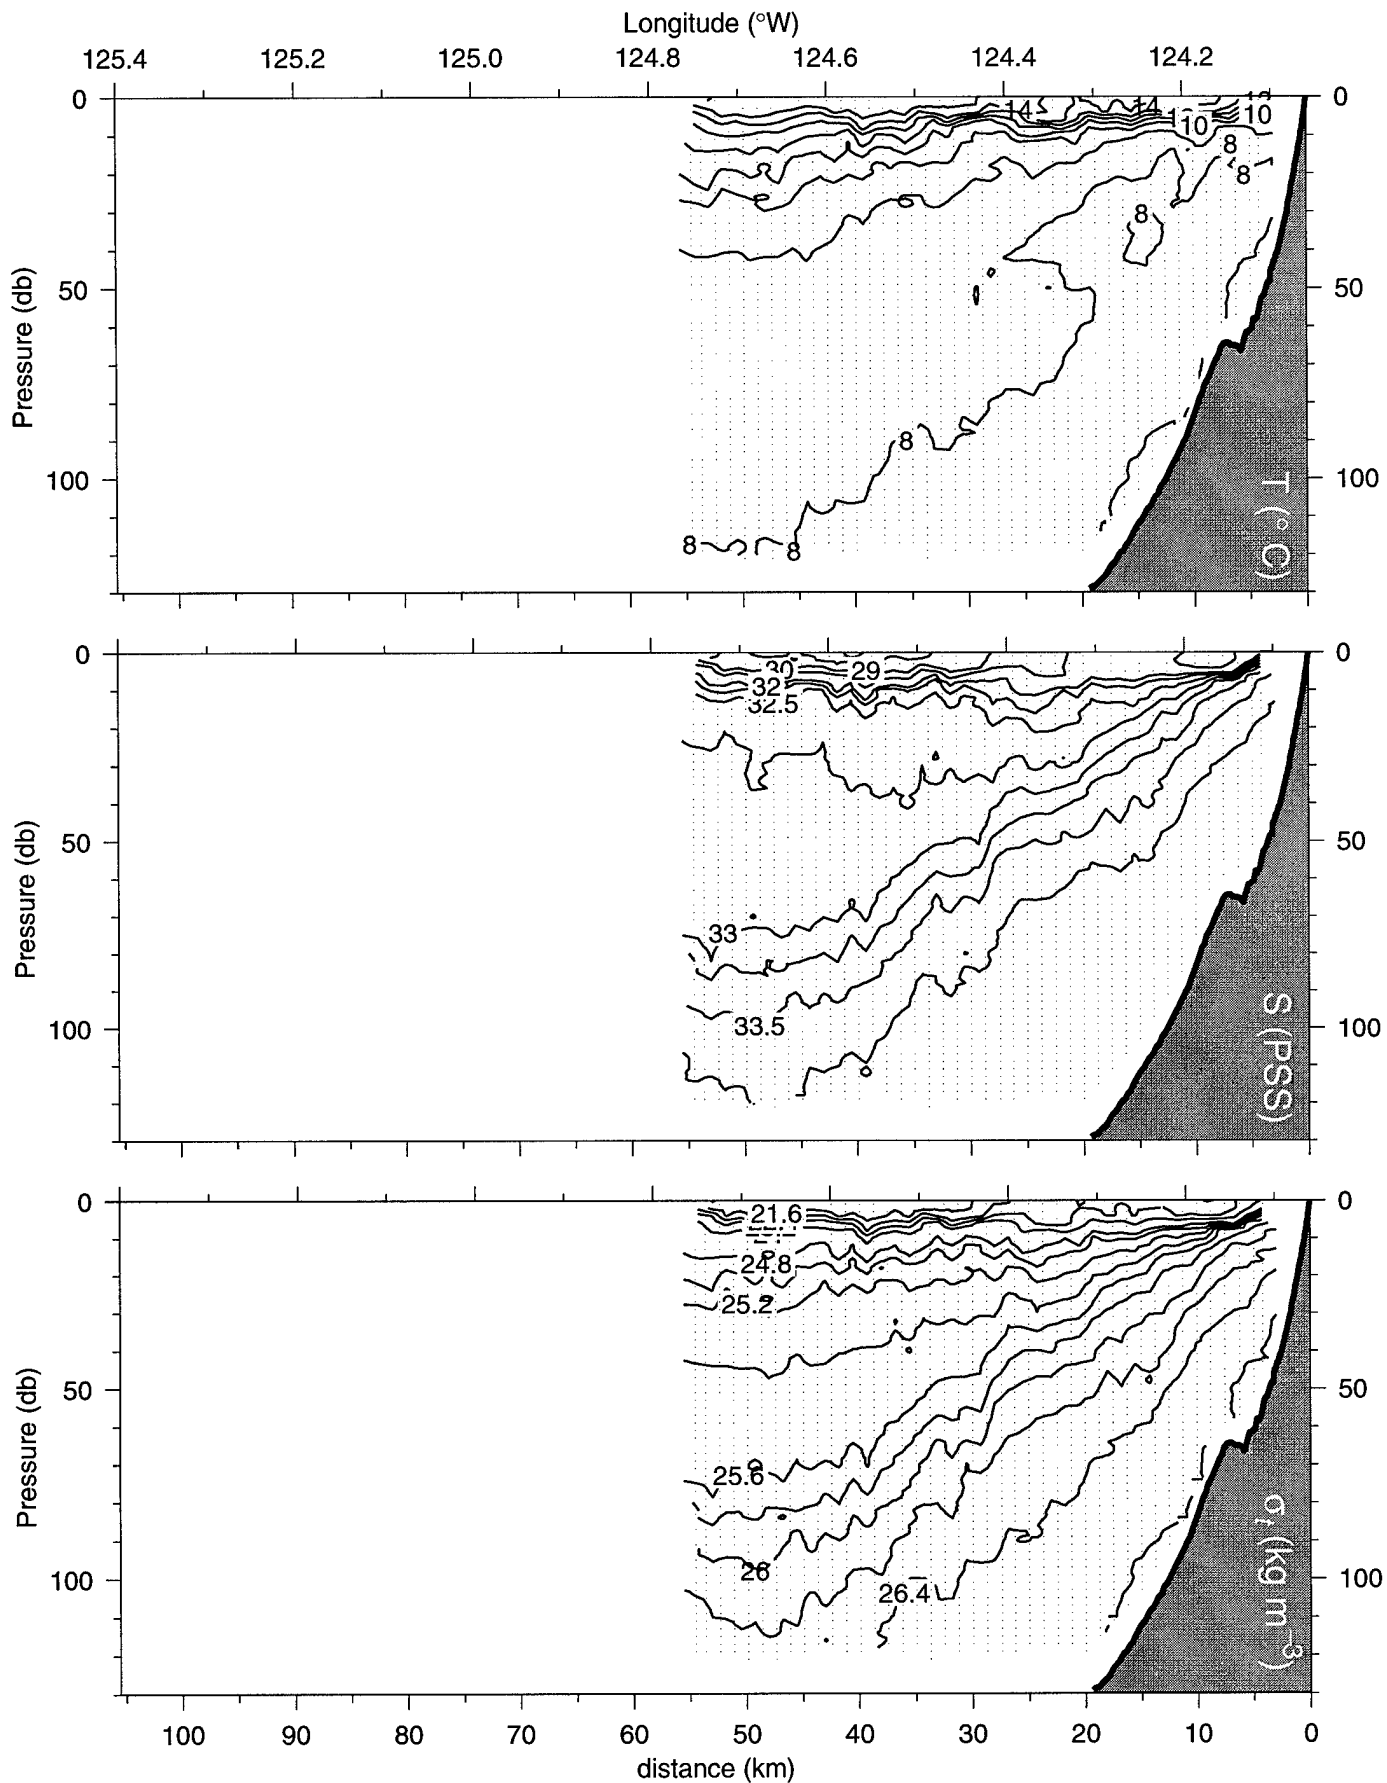 Longitude (°W)
125.4 125.2 125.0 124.8 124.6 124.4 124.2
0 14 14 10 0
10
8
8
8
50 50
Pressure (db)
8
100 100
T (° C)
8 8
0 30 29 0
32
32.5
50 50
Pressure (db)
33
33.5
100 100
S (PSS)
0 21.6 0
24.8
25.2
50 50
Pressure (db)
25.6
26
26.4
100 100
σt (kg m⁻³)
100 90 80 70 60 50 40 30 20 10 0
distance (km)